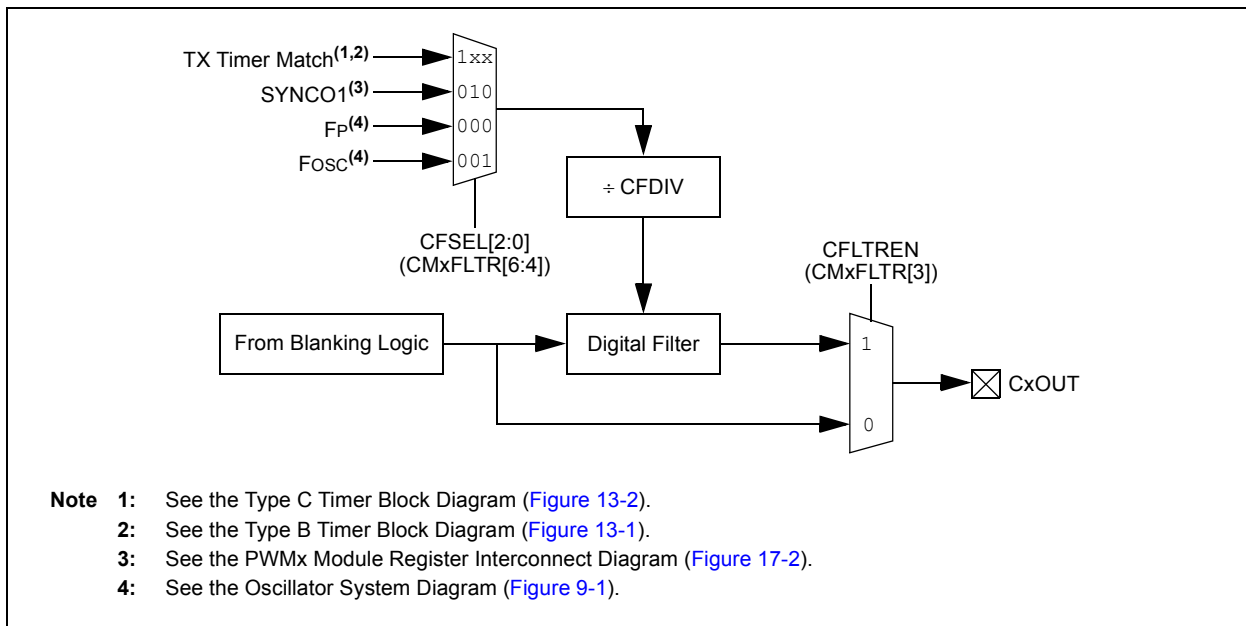 TX Timer Match(1,2)
1xx
SYNCO1(3)
010
FP(4)
000
FOSC(4)
001
÷ CFDIV
CFSEL[2:0]
(CMxFLTR[6:4])
CFLTREN
(CMxFLTR[3])
From Blanking Logic
Digital Filter
1
CxOUT
0
Note 1: See the Type C Timer Block Diagram (Figure 13-2).
2: See the Type B Timer Block Diagram (Figure 13-1).
3: See the PWMx Module Register Interconnect Diagram (Figure 17-2).
4: See the Oscillator System Diagram (Figure 9-1).